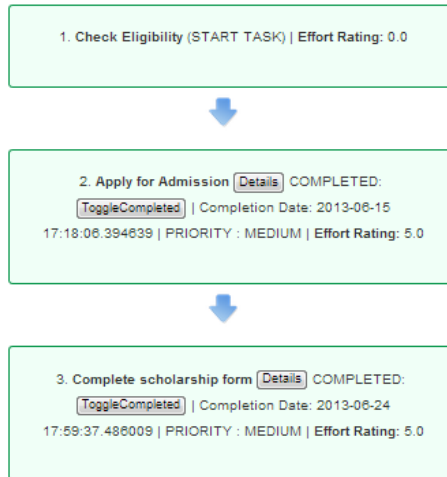 1. Check Eligibility (START TASK) | Effort Rating: 0.0
2. Apply for Admission Details COMPLETED:
ToggleCompleted | Completion Date: 2013-06-15
17:18:06.394639 | PRIORITY : MEDIUM | Effort Rating: 5.0
3. Complete scholarship form Details COMPLETED:
ToggleCompleted | Completion Date: 2013-06-24
17:59:37.486009 | PRIORITY : MEDIUM | Effort Rating: 5.0